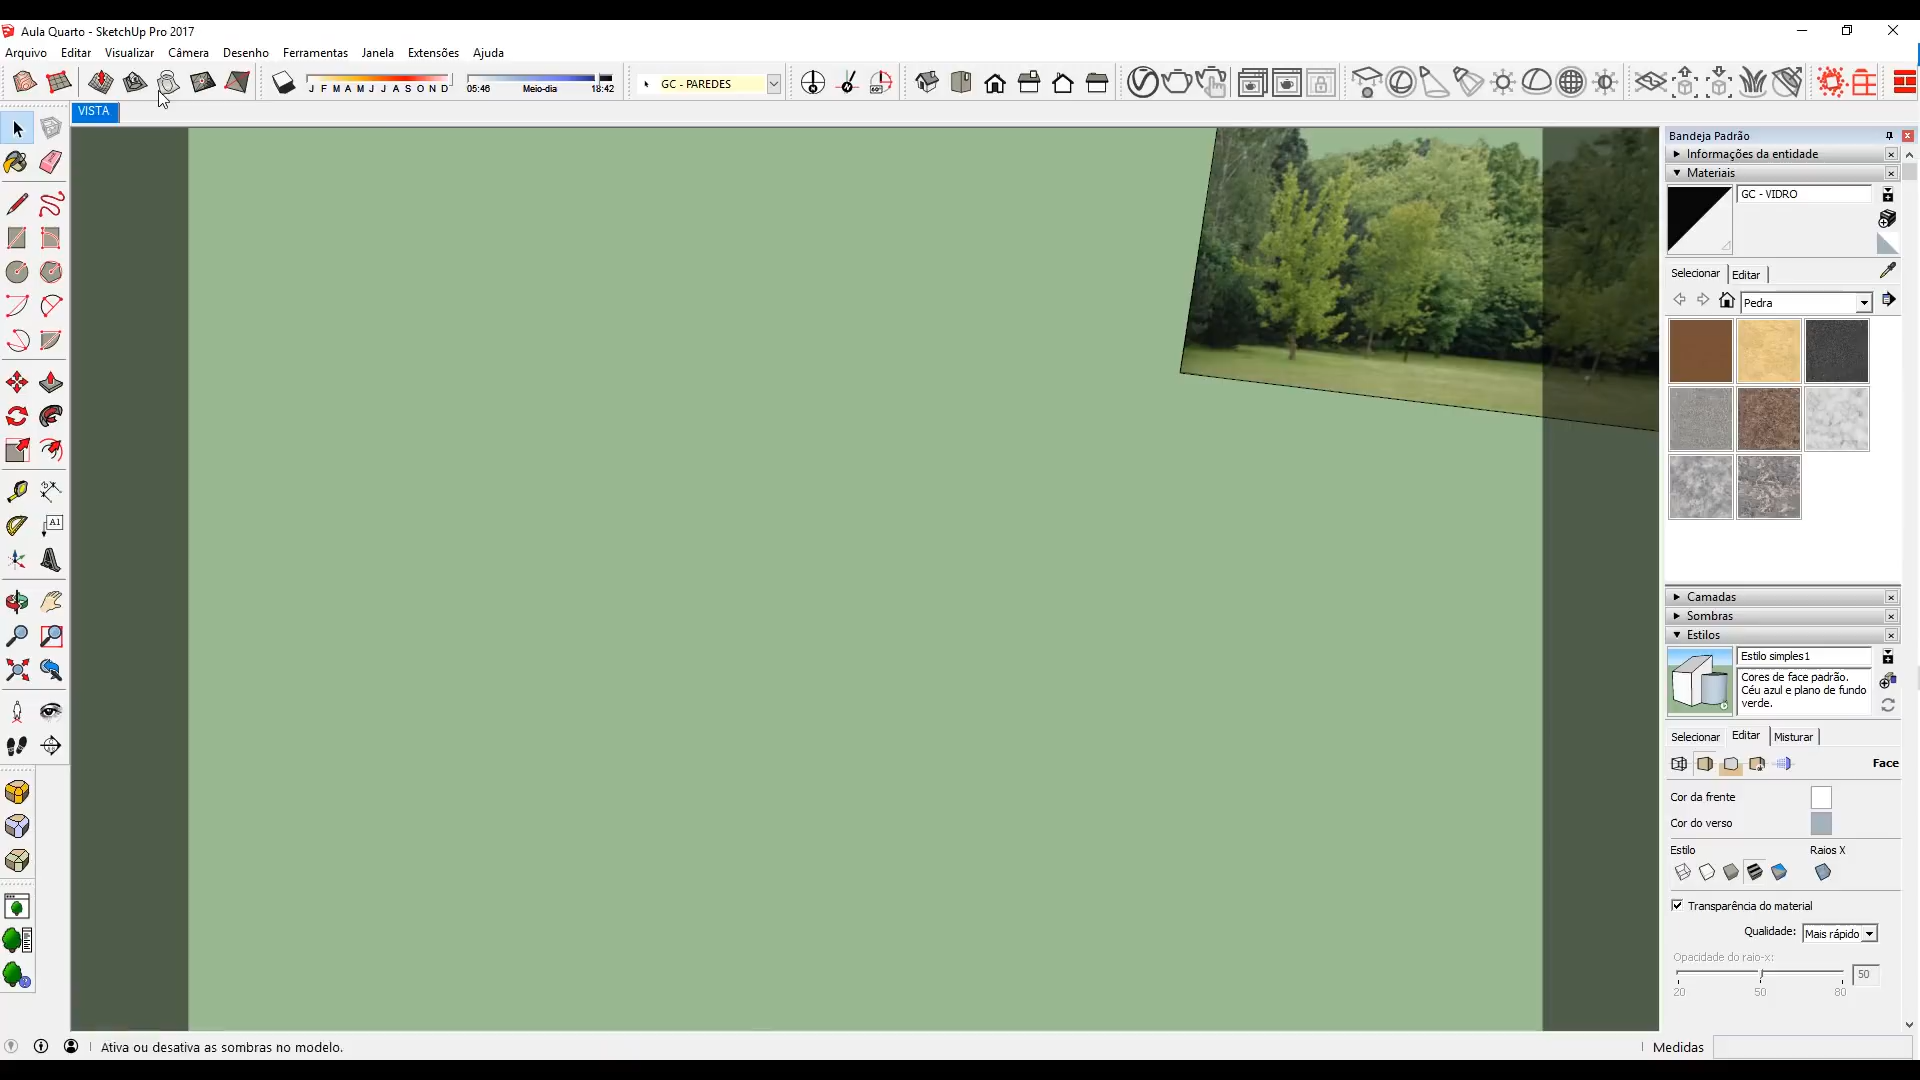 Aula Quarto - SketchUp Pro 2017
Arquivo Editar Visualizar Câmera Desenho Ferramentas Janela Extensões Ajuda
J F M A M J J A S O N D
05:46 Meio-dia 18:42
GC - PAREDES
VISTA
Bandeja Padrão
Informações da entidade
Materiais
GC - VIDRO
Selecionar Editar
Pedra
A1
Camadas
Sombras
Estilos
Estilo simples1
Cores de face padrão.
Céu azul e plano de fundo
verde.
Selecionar Editar Misturar
Face
Cor da frente
Cor do verso
Estilo Raios X
Transparência do material
Qualidade: Mais rápido
Opacidade do raio-x:
50
20 50 80
Ativa ou desativa as sombras no modelo.
Medidas